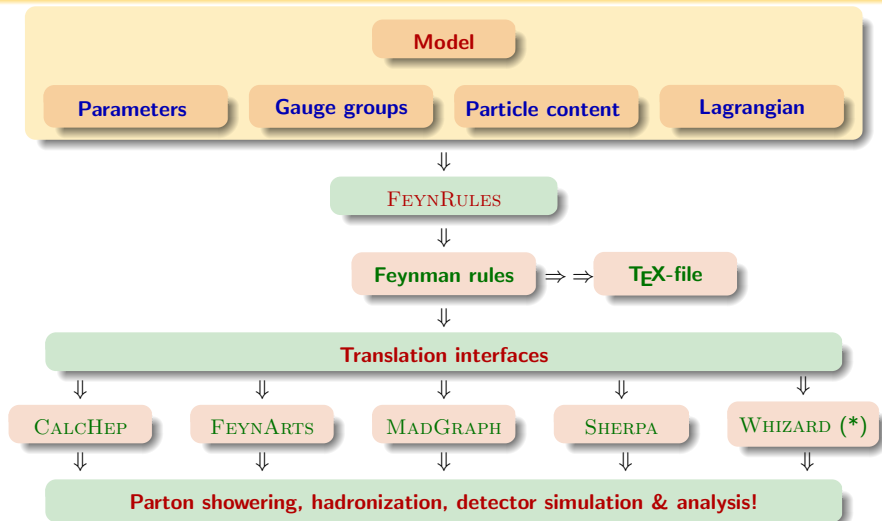 Model
Parameters Gauge groups Particle content Lagrangian
⇓
FEYNRULES
⇓
Feynman rules ⇒ ⇒ TEX-file
⇓
Translation interfaces
⇓ ⇓ ⇓ ⇓ ⇓
CALCHEP FEYNARTS MADGRAPH SHERPA WHIZARD (*)
⇓ ⇓ ⇓ ⇓ ⇓
Parton showering, hadronization, detector simulation & analysis!